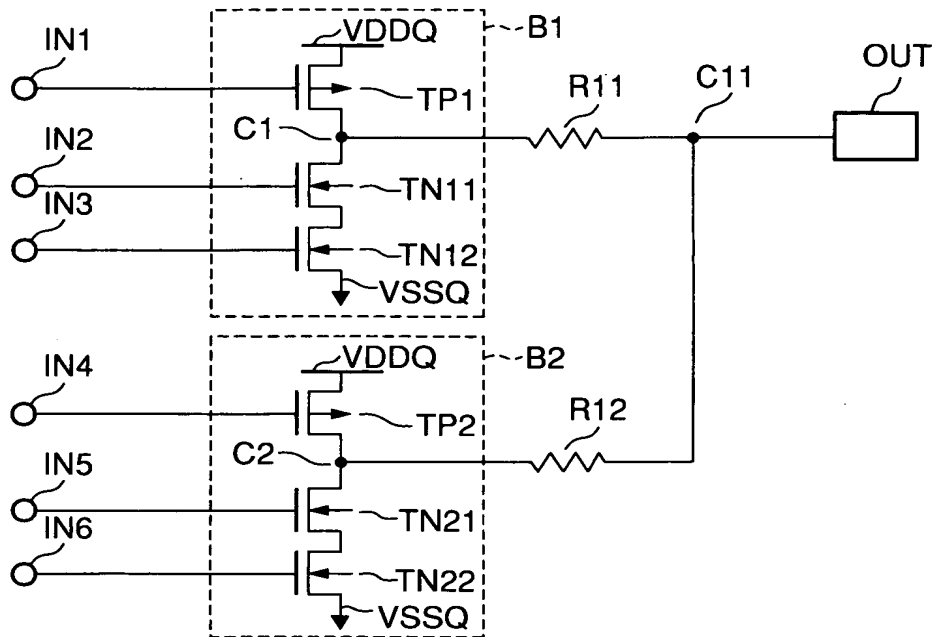 IN1
VDDQ
B1
OUT
TP1
R11
C11
C1
IN2
TN11
IN3
TN12
VSSQ
VDDQ
B2
IN4
TP2
R12
C2
IN5
TN21
IN6
TN22
VSSQ